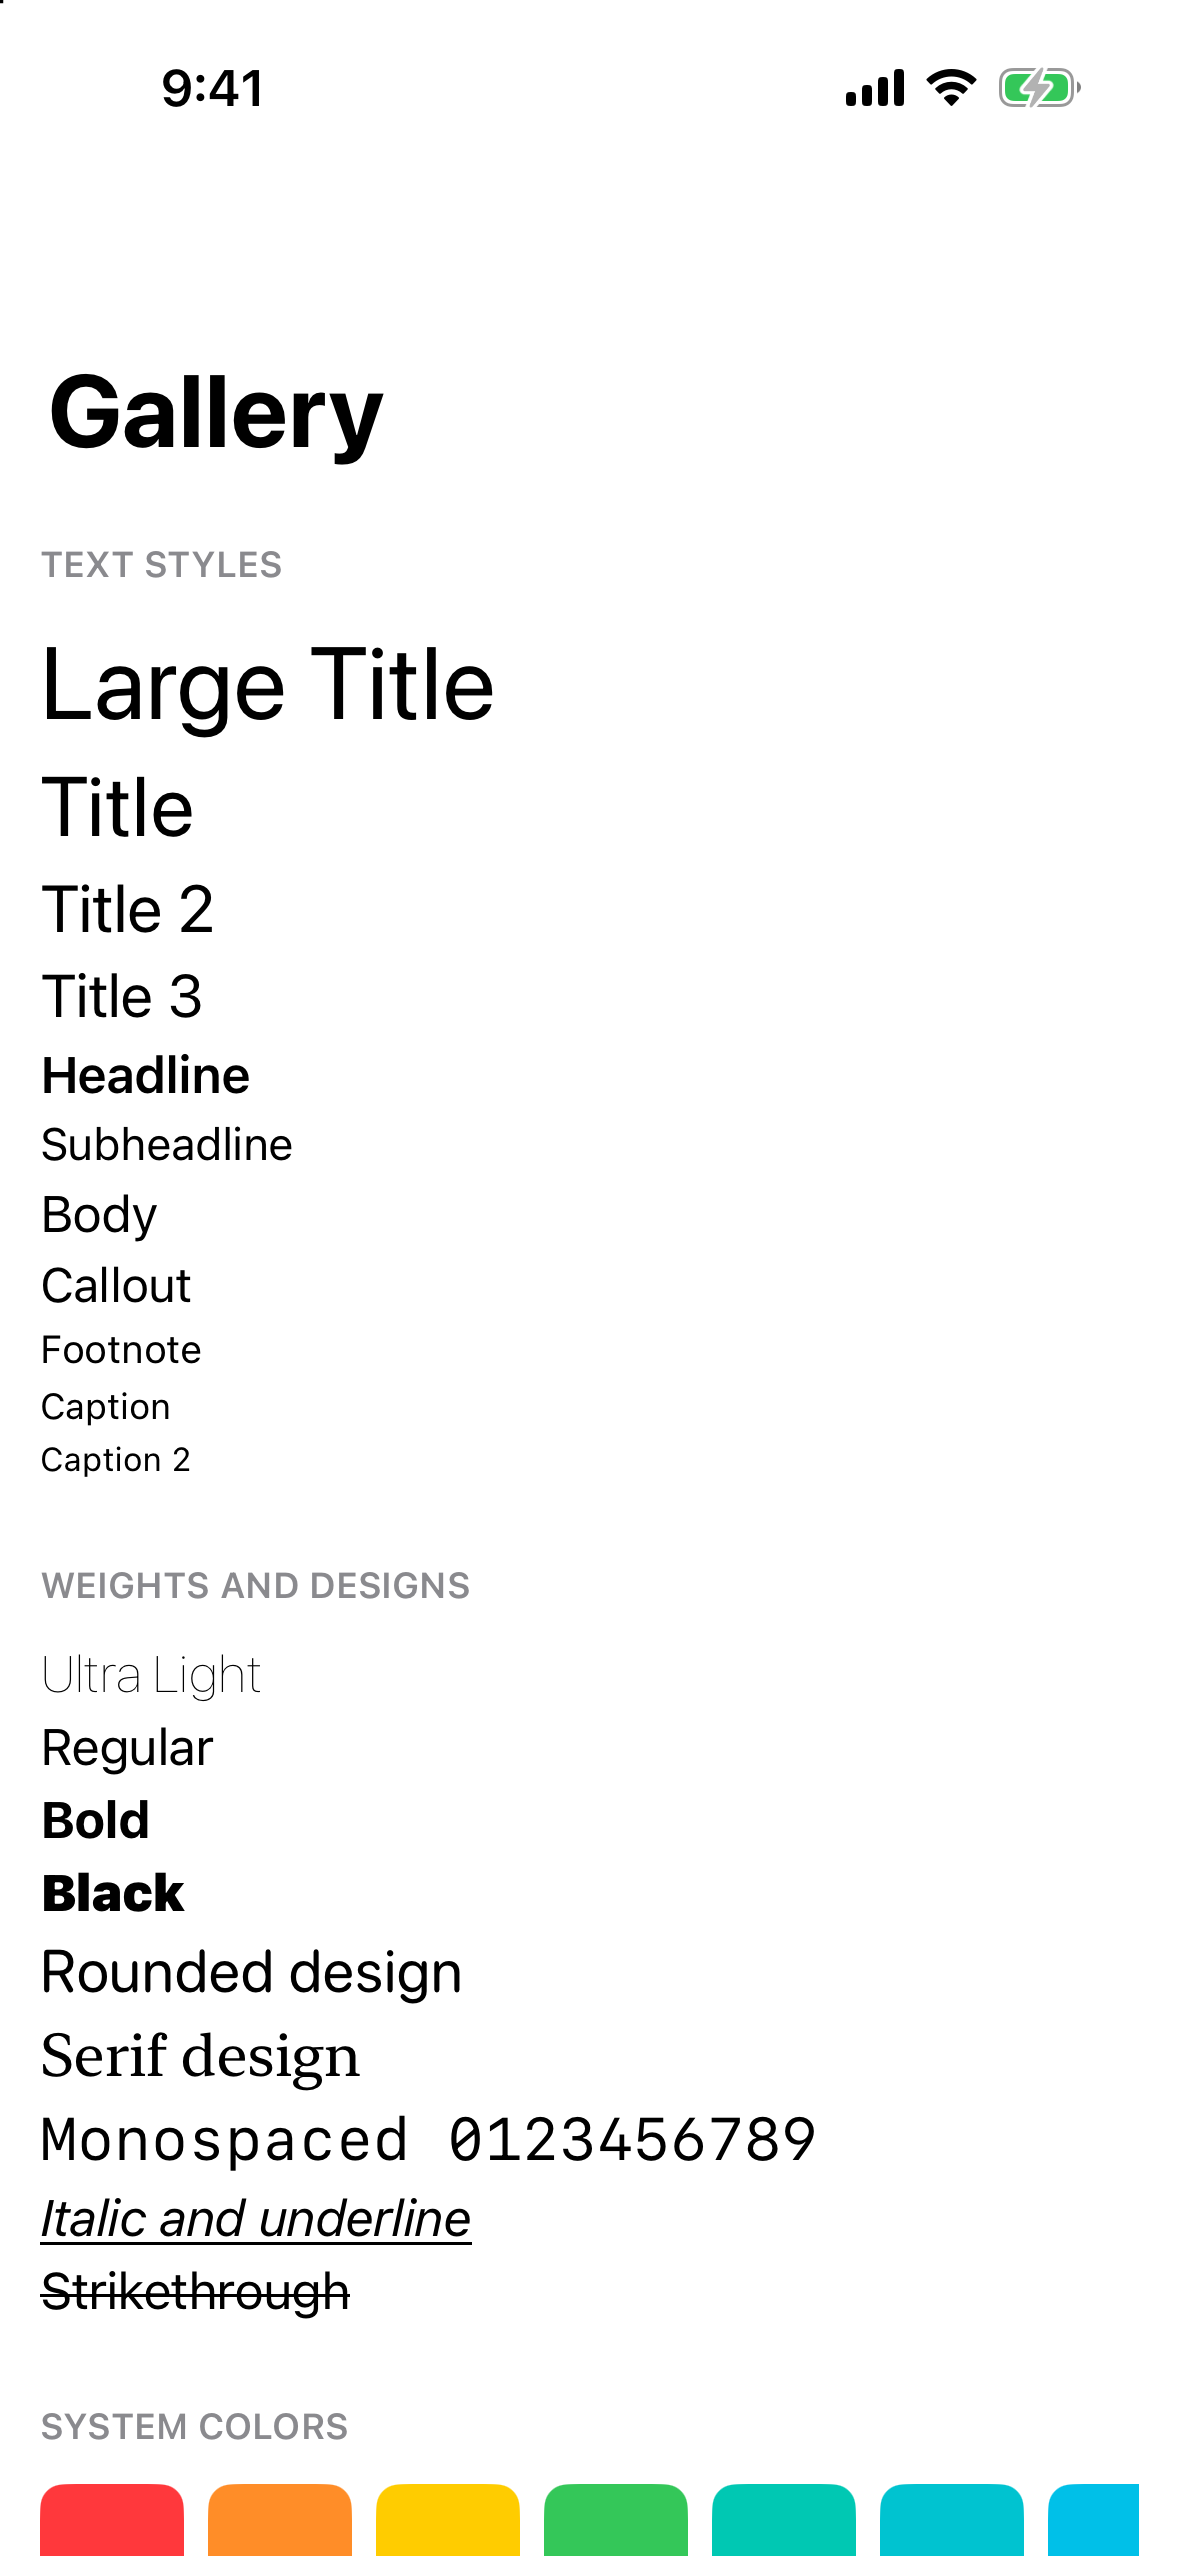 9:41
Gallery
TEXT STYLES
Large Title
Title
Title 2
Title 3
Headline
Subheadline
Body
Callout
Footnote
Caption
Caption 2
WEIGHTS AND DESIGNS
Ultra Light
Regular
Bold
Black
Rounded design
Serif design
Monospaced 0123456789
Italic and underline
Strikethrough
SYSTEM COLORS